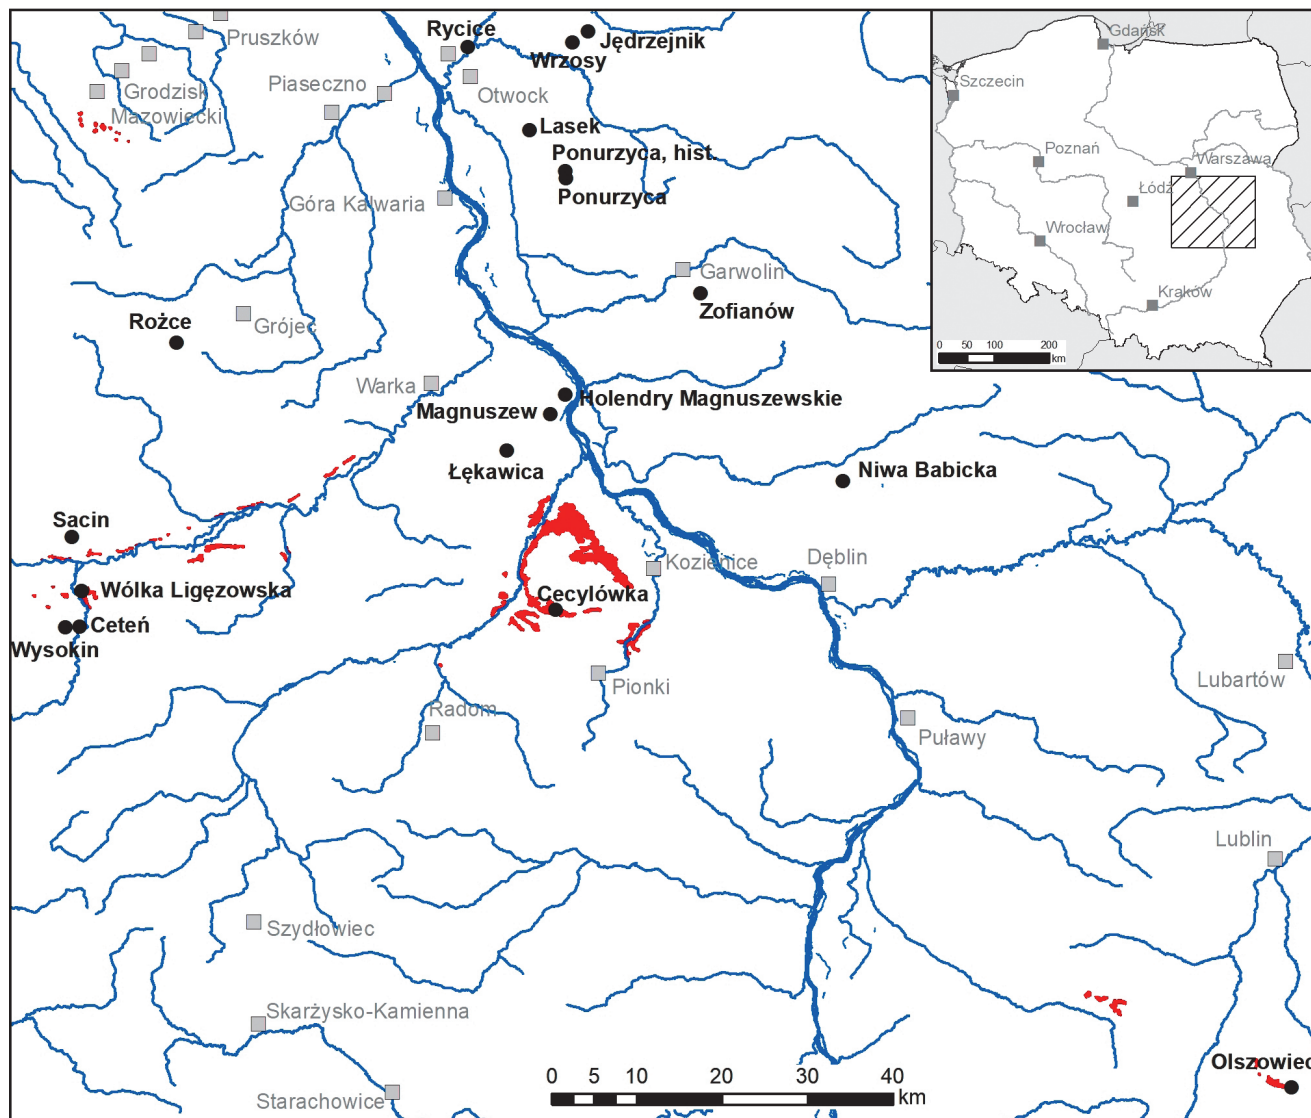 Rycice
Jędrzejnik
Wrzosy
Pruszków
Grodzisk
Mazowiecki
Piaseczno
Otwock
Lasek
Ponurzyca, hist.
Ponurzyca
Góra Kalwaria
Garwolin
Zofianów
Rożce
Grójec
Warka
Magnuszew
Holendry Magnuszewskie
Łękawica
Niwa Babicka
Sacin
Wólka Ligęzowska
Ceteń
Wysokin
Cecylówka
Kozienice
Dęblin
Pionki
Radom
Lubartów
Puławy
Lublin
Szydłowiec
Skarżysko-Kamienna
Starachowice
Olszowiec
0 5 10 20 30 40
km
Gdańsk
Szczecin
Poznań
Warszawa
Łódź
Wrocław
Kraków
0 50 100 200
km